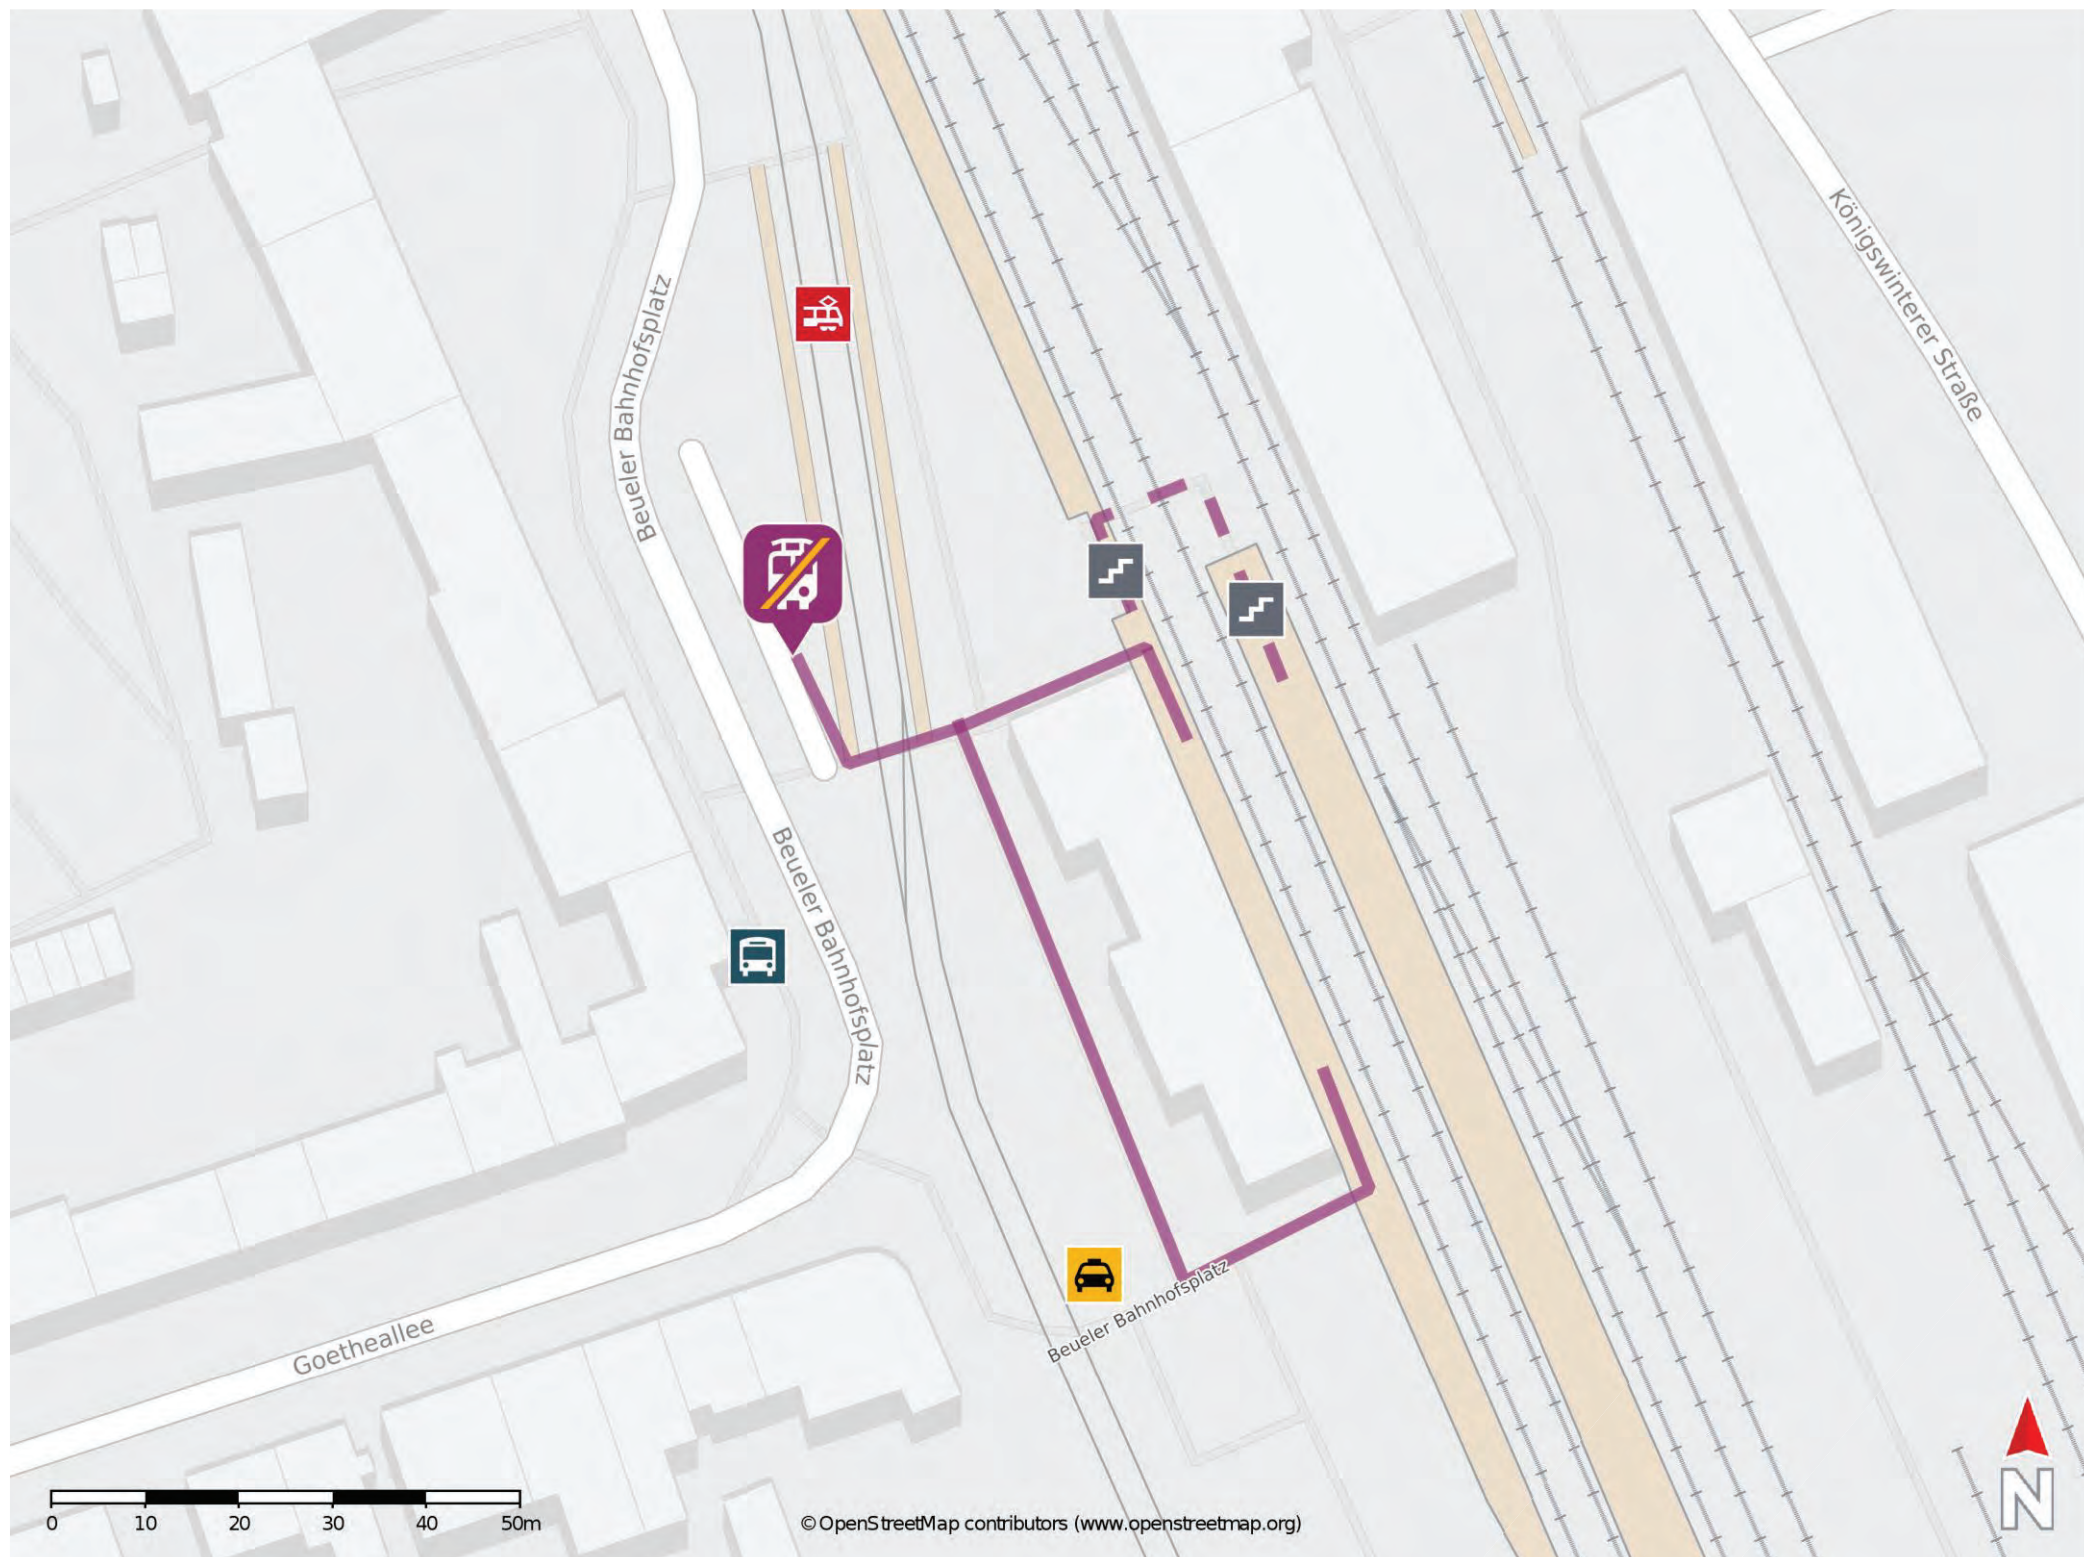 Königswinterer Straße
Beueler Bahnhofsplatz
Beueler Bahnhofsplatz
Beueler Bahnhofsplatz
Goetheallee
0 10 20 30 40 50m
© OpenStreetMap contributors (www.openstreetmap.org)
N